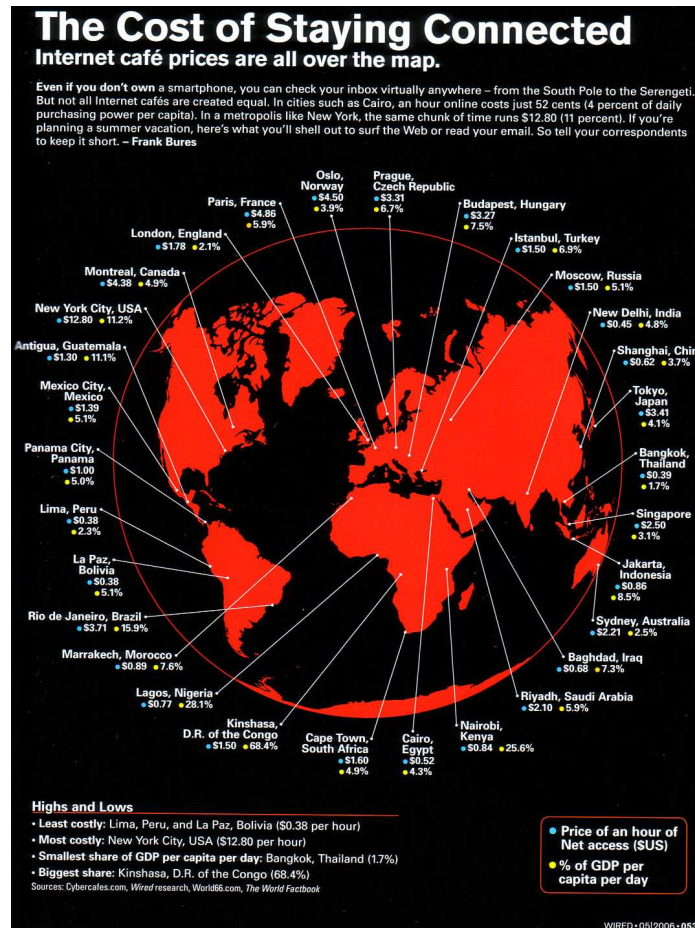 The Cost of Staying Connected
Internet café prices are all over the map.
Even if you don't own a smartphone, you can check your inbox virtually anywhere – from the South Pole to the Serengeti.
But not all Internet cafés are created equal. In cities such as Cairo, an hour online costs just 52 cents (4 percent of daily
purchasing power per capita). In a metropolis like New York, the same chunk of time runs $12.80 (11 percent). If you're
planning a summer vacation, here's what you'll shell out to surf the Web or read your email. So tell your correspondents
to keep it short. – Frank Bures
Oslo,
Norway
$4.50
3.9%
Prague,
Czech Republic
$3.31
6.7%
Paris, France
$4.86
5.9%
Budapest, Hungary
$3.27
7.5%
London, England
$1.78 2.1%
Istanbul, Turkey
$1.50 6.9%
Montreal, Canada
$4.38 4.9%
Moscow, Russia
$1.50 5.1%
New York City, USA
$12.80 11.2%
New Delhi, India
$0.45 4.8%
Antigua, Guatemala
$1.30 11.1%
Shanghai, Chin
$0.62 3.7%
Mexico City,
Mexico
$1.39
5.1%
Tokyo,
Japan
$3.41
4.1%
Panama City,
Panama
$1.00
5.0%
Bangkok,
Thailand
$0.39
1.7%
Lima, Peru
$0.38
2.3%
Singapore
$2.50
3.1%
La Paz,
Bolivia
$0.38
5.1%
Jakarta,
Indonesia
$0.86
8.5%
Rio de Janeiro, Brazil
$3.71 15.9%
Sydney, Australia
$2.21 2.5%
Marrakech, Morocco
$0.89 7.6%
Baghdad, Iraq
$0.68 7.3%
Lagos, Nigeria
$0.77 28.1%
Riyadh, Saudi Arabia
$2.10 5.9%
Kinshasa,
D.R. of the Congo
$1.50 68.4%
Cape Town,
South Africa
$1.60
4.9%
Cairo,
Egypt
$0.52
4.3%
Nairobi,
Kenya
$0.84 25.6%
Highs and Lows
• Least costly: Lima, Peru, and La Paz, Bolivia ($0.38 per hour)
• Most costly: New York City, USA ($12.80 per hour)
• Smallest share of GDP per capita per day: Bangkok, Thailand (1.7%)
• Biggest share: Kinshasa, D.R. of the Congo (68.4%)
Sources: Cybercafes.com, Wired research, World66.com, The World Factbook
Price of an hour of
Net access ($US)
% of GDP per
capita per day
WIRED • 05|2006 • 053